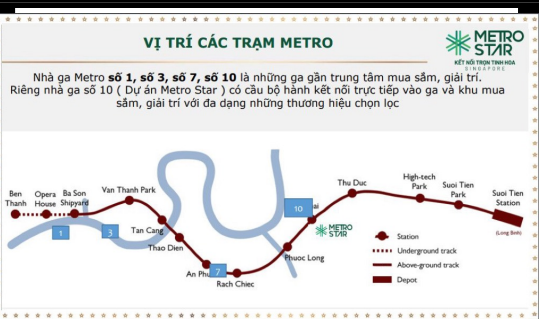 VỊ TRÍ CÁC TRẠM METRO
METRO
STAR
KẾT NỐI TRỌN TINH HOA
SINGAPORE
Nhà ga Metro số 1, số 3, số 7, số 10 là những ga gần trung tâm mua sắm, giải trí.
Riêng nhà ga số 10 ( Dự án Metro Star ) có cầu bộ hành kết nối trực tiếp vào ga và khu mua
sắm, giải trí với đa dạng những thương hiệu chọn lọc
Ben
Thanh
Opera
House
Ba Son
Shipyard
Van Thanh Park
Tan Cang
Thao Dien
An Phu
Rach Chiec
Phuoc Long
Thu Duc
High-tech
Park
Suoi Tien
Park
Suoi Tien
Station
(Long Binh)
1
3
7
10
METRO
STAR
Station
Underground track
Above-ground track
Depot